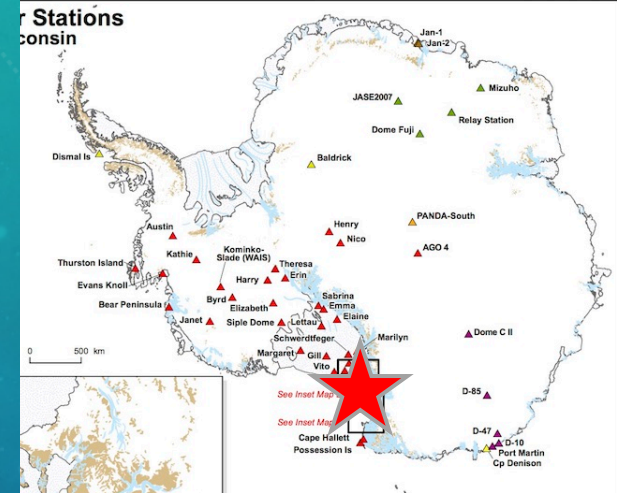 r Stations
consin
Jan-1
Jan-2
Mizuho
JASE2007
Relay Station
Dome Fuji
Dismal Is
Baldrick
PANDA-South
Austin
Henry
Nico
AGO 4
Kathie
Kominko-
Slade (WAIS)
Theresa
Thurston Island
Erin
Harry
Evans Knoll
Byrd
Sabrina
Emma
Bear Peninsula
Elizabeth
Elaine
Janet
Siple Dome
Lettau
Dome C II
Schwerdtfeger
Marilyn
Margaret
Gill
0
500
km
Vito
See Inset Map
D-85
See Inset Map
Cape Hallett
Possession Is
D-47
D-10
Port Martin
Cp Denison